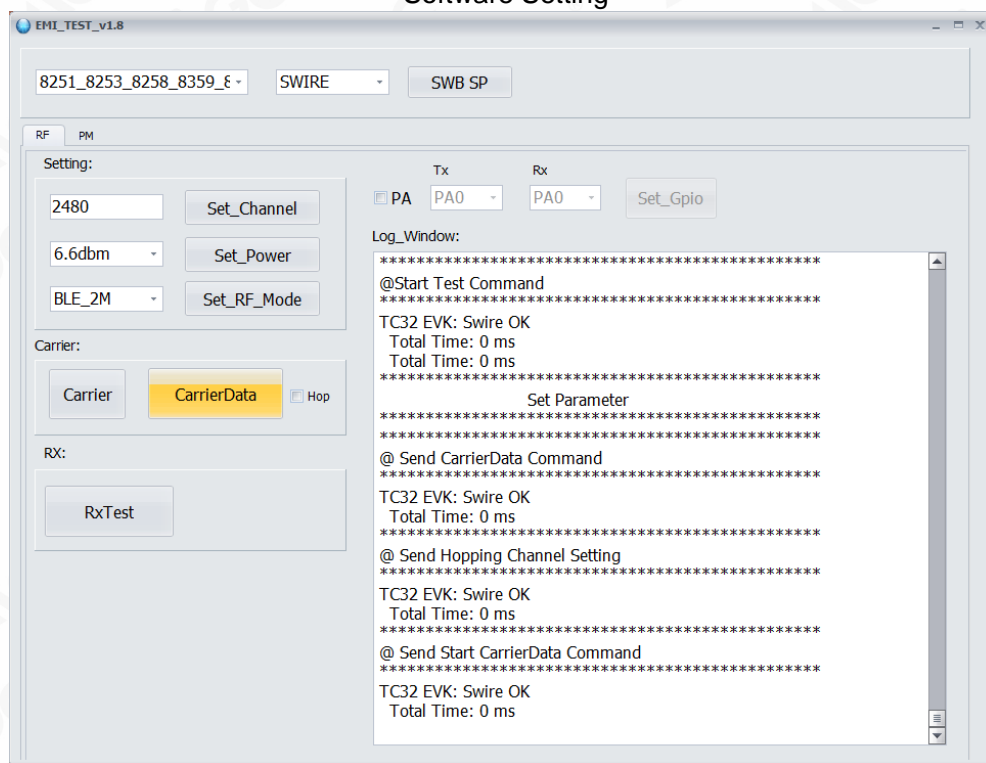 Software Setting
EMI_TEST_v1.8
8251_8253_8258_8359_8 SWIRE SWB SP
RF PM
Setting:
2480 Set_Channel
6.6dbm Set_Power
BLE_2M Set_RF_Mode
Carrier:
Carrier CarrierData Hop
RX:
RxTest
Tx Rx
PA PA0 PA0 Set_Gpio
Log_Window:
************************************************
@Start Test Command
************************************************
TC32 EVK: Swire OK
Total Time: 0 ms
Total Time: 0 ms
************************************************
Set Parameter
************************************************
************************************************
@ Send CarrierData Command
************************************************
TC32 EVK: Swire OK
Total Time: 0 ms
************************************************
@ Send Hopping Channel Setting
************************************************
TC32 EVK: Swire OK
Total Time: 0 ms
************************************************
@ Send Start CarrierData Command
************************************************
TC32 EVK: Swire OK
Total Time: 0 ms